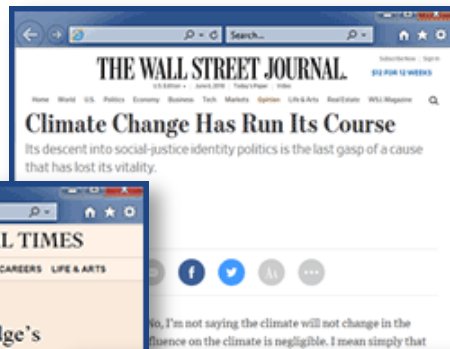 Search...
THE WALL STREET JOURNAL.
Subscribe Now | Sign In
$12 FOR 12 WEEKS
U.S. Edition | June 4, 2018 | Today's Paper | Video
Home World U.S. Politics Economy Business Tech Markets Opinion Life & Arts Real Estate WSJ. Magazine
Climate Change Has Run Its Course
Its descent into social-justice identity politics is the last gasp of a cause
that has lost its vitality.
L TIMES
CAREERS LIFE & ARTS
lge's
No, I'm not saying the climate will not change in the
fluence on the climate is negligible. I mean simply that